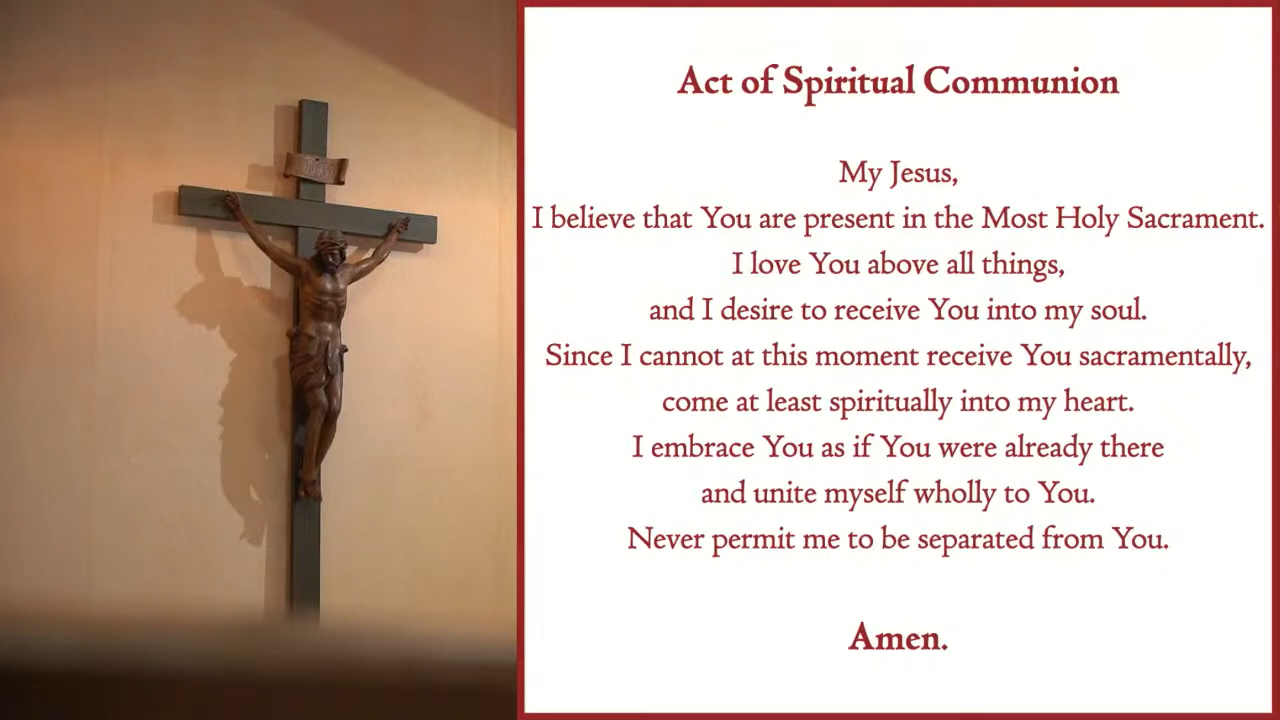 Act of Spiritual Communion
My Jesus,
I believe that You are present in the Most Holy Sacrament.
I love You above all things,
and I desire to receive You into my soul.
Since I cannot at this moment receive You sacramentally,
come at least spiritually into my heart.
I embrace You as if You were already there
and unite myself wholly to You.
Never permit me to be separated from You.
Amen.